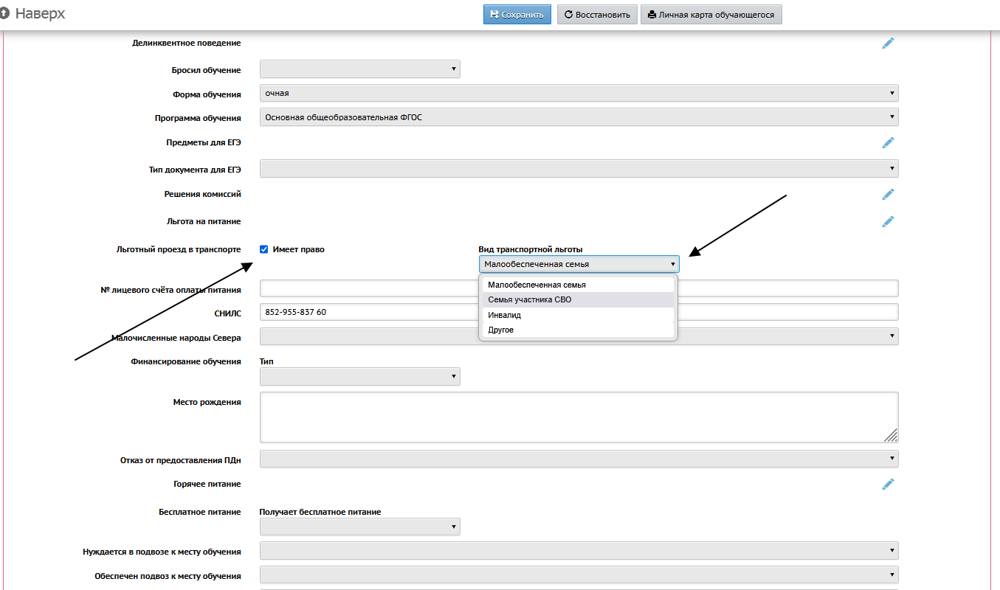 Наверх
Сохранить
Восстановить
Личная карта обучающегося
Делинквентное поведение
Бросил обучение
Форма обучения
очная
Программа обучения
Основная общеобразовательная ФГОС
Предметы для ЕГЭ
Тип документа для ЕГЭ
Решения комиссий
Льгота на питание
Льготный проезд в транспорте
Имеет право
Вид транспортной льготы
Малообеспеченная семья
Малообеспеченная семья
Семья участника СВО
Инвалид
Другое
№ лицевого счёта оплаты питания
СНИЛС
852-955-837 60
Малочисленные народы Севера
Финансирование обучения
Тип
Место рождения
Отказ от предоставления ПДн
Горячее питание
Бесплатное питание
Получает бесплатное питание
Нуждается в подвозе к месту обучения
Обеспечен подвоз к месту обучения